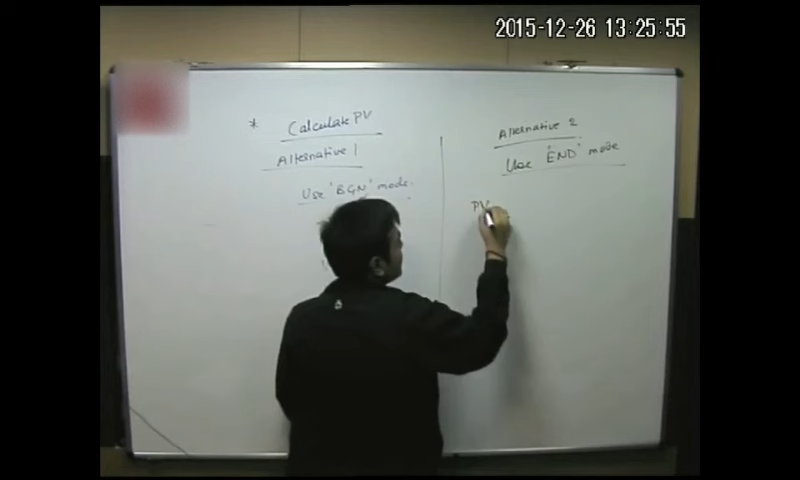 2015-12-26 13:25:55
* Calculate PV
Alternative 1
Use 'BGN' mode.
Alternative 2
Use 'END' mode
PV